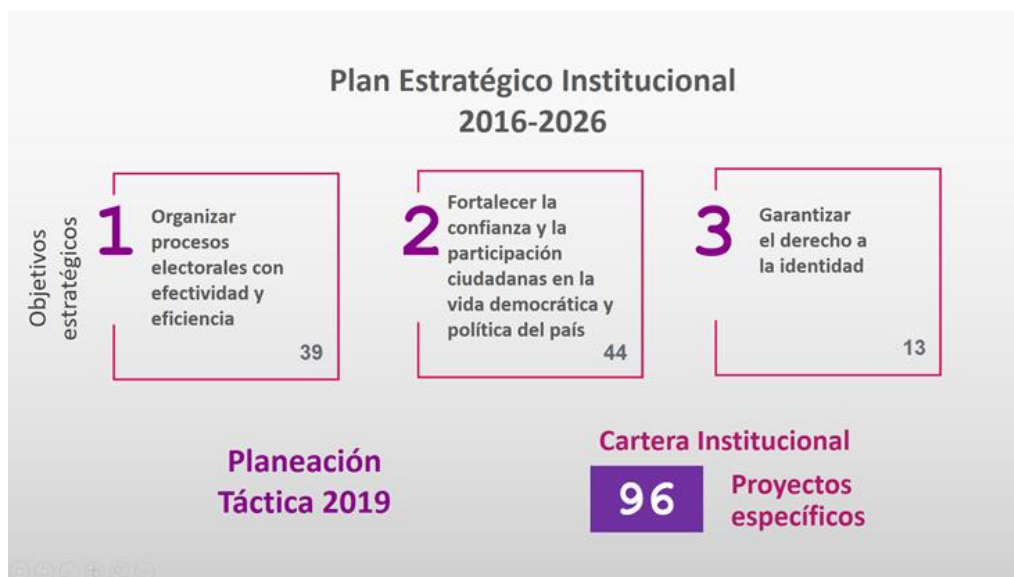 Plan Estratégico Institucional
2016-2026
Objetivos
estratégicos
1
Organizar
procesos
electorales con
efectividad y
eficiencia
39
2
Fortalecer la
confianza y la
participación
ciudadanas en la
vida democrática y
política del país
44
3
Garantizar
el derecho a
la identidad
13
Planeación
Táctica 2019
Cartera Institucional
96
Proyectos
específicos